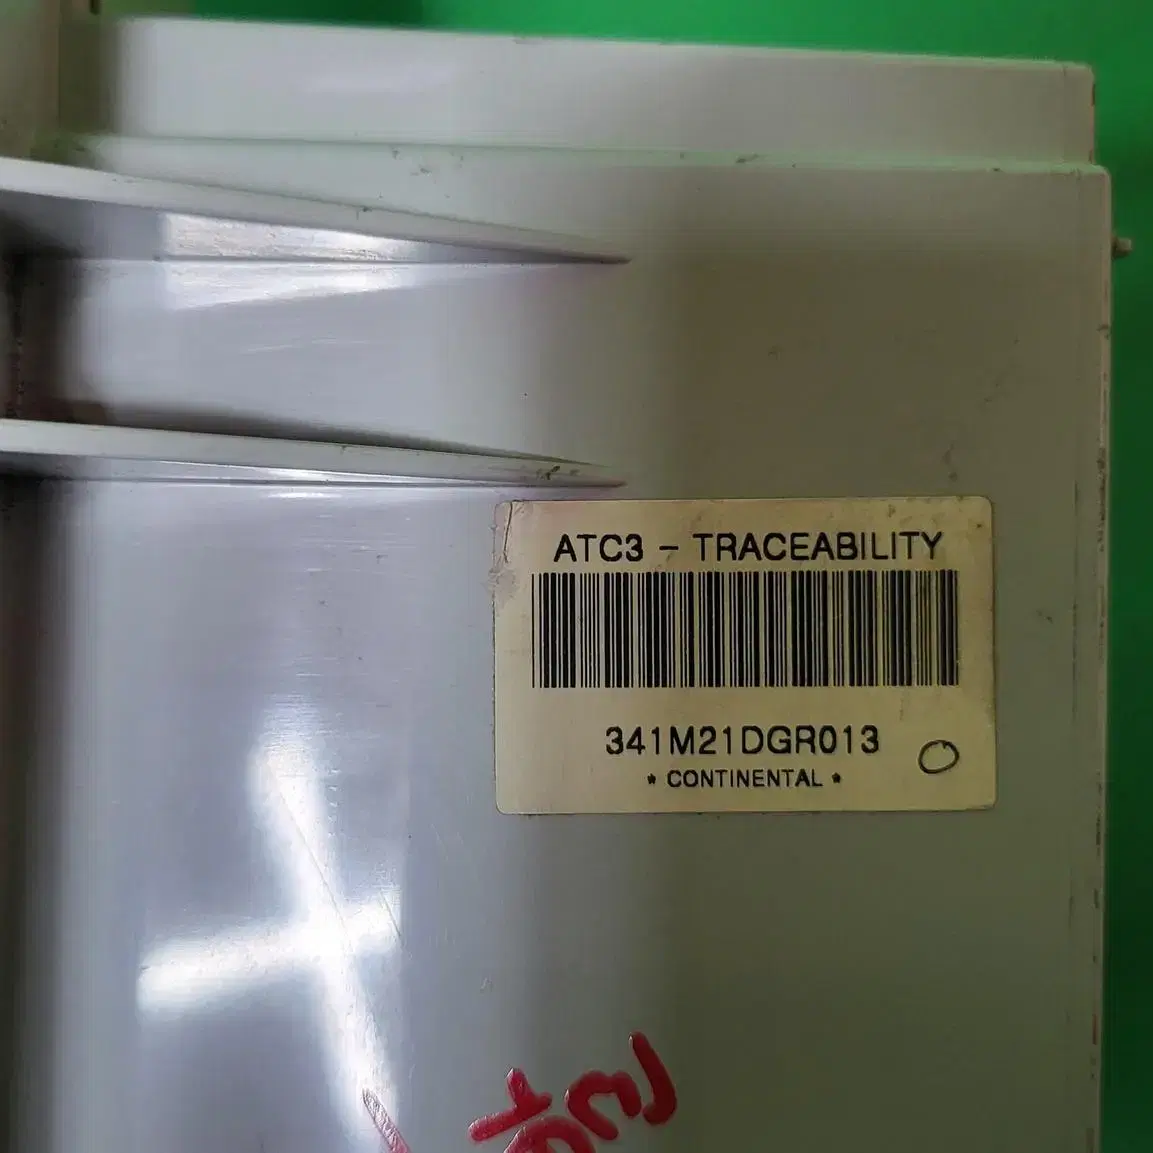 ATC3 - TRACEABILITY
341M21DGR013
* CONTINENTAL *